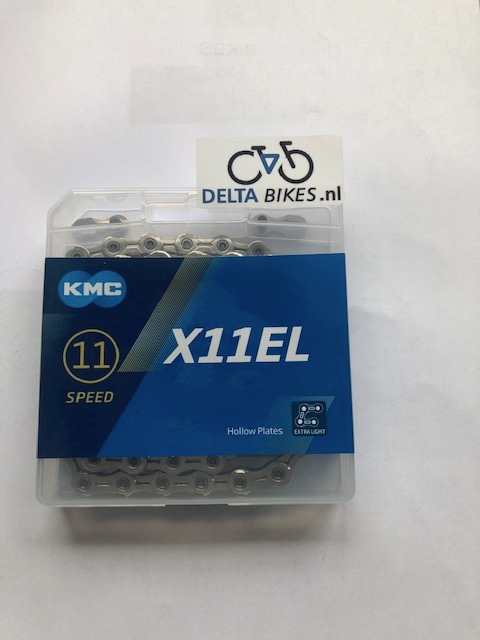 DELTA BIKES.nl
KMC
11
SPEED
X11EL
Hollow Plates
EXTRA LIGHT